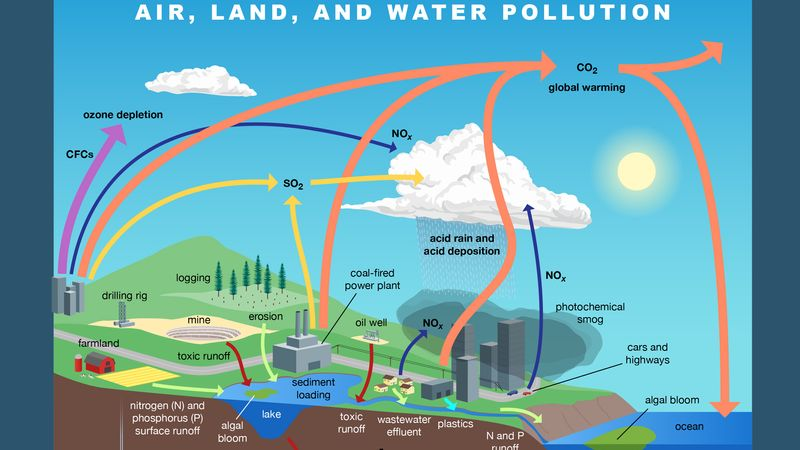 AIR, LAND, AND WATER POLLUTION
CO2
global warming
ozone depletion
CFCs
NOx
SO2
acid rain and
acid deposition
logging
coal-fired
power plant
NOx
drilling rig
photochemical
smog
mine
erosion
oil well
NOx
farmland
toxic runoff
cars and
highways
sediment
loading
algal bloom
nitrogen (N) and
phosphorus (P)
surface runoff
lake
algal
bloom
toxic
runoff
wastewater
effluent
plastics
ocean
N and P
runoff